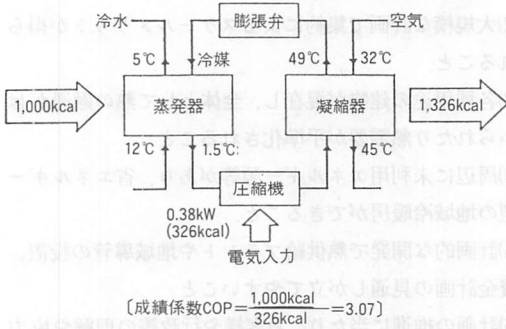 冷水 膨張弁 空気
5℃ 冷媒 49℃ 32℃
1,000kcal 蒸発器 凝縮器 1,326kcal
12℃ 1.5℃ 45℃
圧縮機
0.38kW
(326kcal)
電気入力
〔成績係数COP=1,000kcal/326kcal=3.07〕